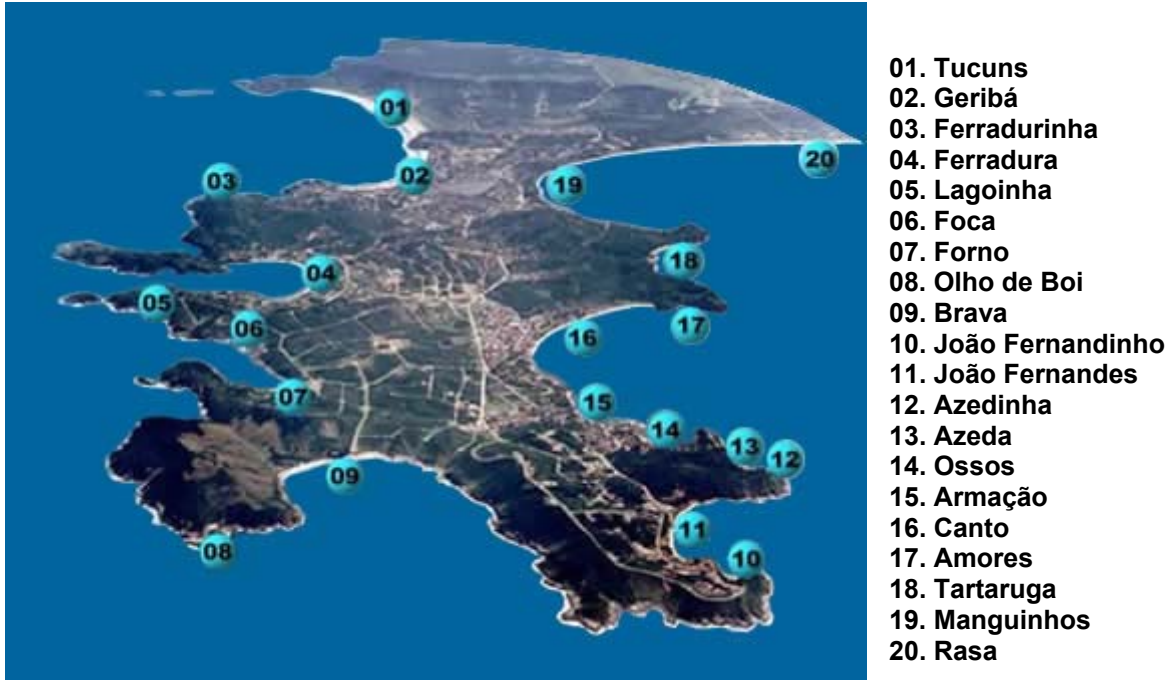 01
02
03
20
19
04
18
05
06
17
16
07
15
14
13
12
09
11
08
10
01. Tucuns
02. Geribá
03. Ferradurinha
04. Ferradura
05. Lagoinha
06. Foca
07. Forno
08. Olho de Boi
09. Brava
10. João Fernandinho
11. João Fernandes
12. Azedinha
13. Azeda
14. Ossos
15. Armação
16. Canto
17. Amores
18. Tartaruga
19. Manguinhos
20. Rasa